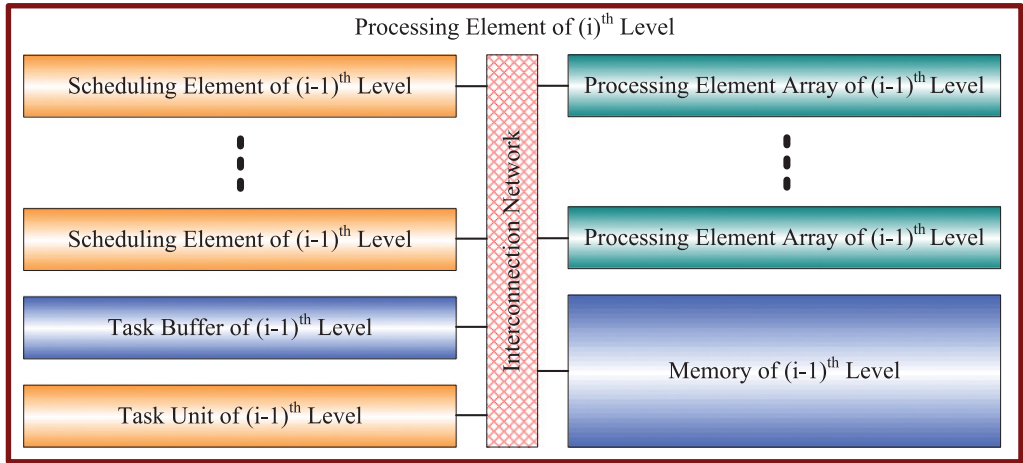 Processing Element of (i)th Level
Scheduling Element of (i-1)th Level
Processing Element Array of (i-1)th Level
Interconnection Network
Scheduling Element of (i-1)th Level
Processing Element Array of (i-1)th Level
Task Buffer of (i-1)th Level
Memory of (i-1)th Level
Task Unit of (i-1)th Level